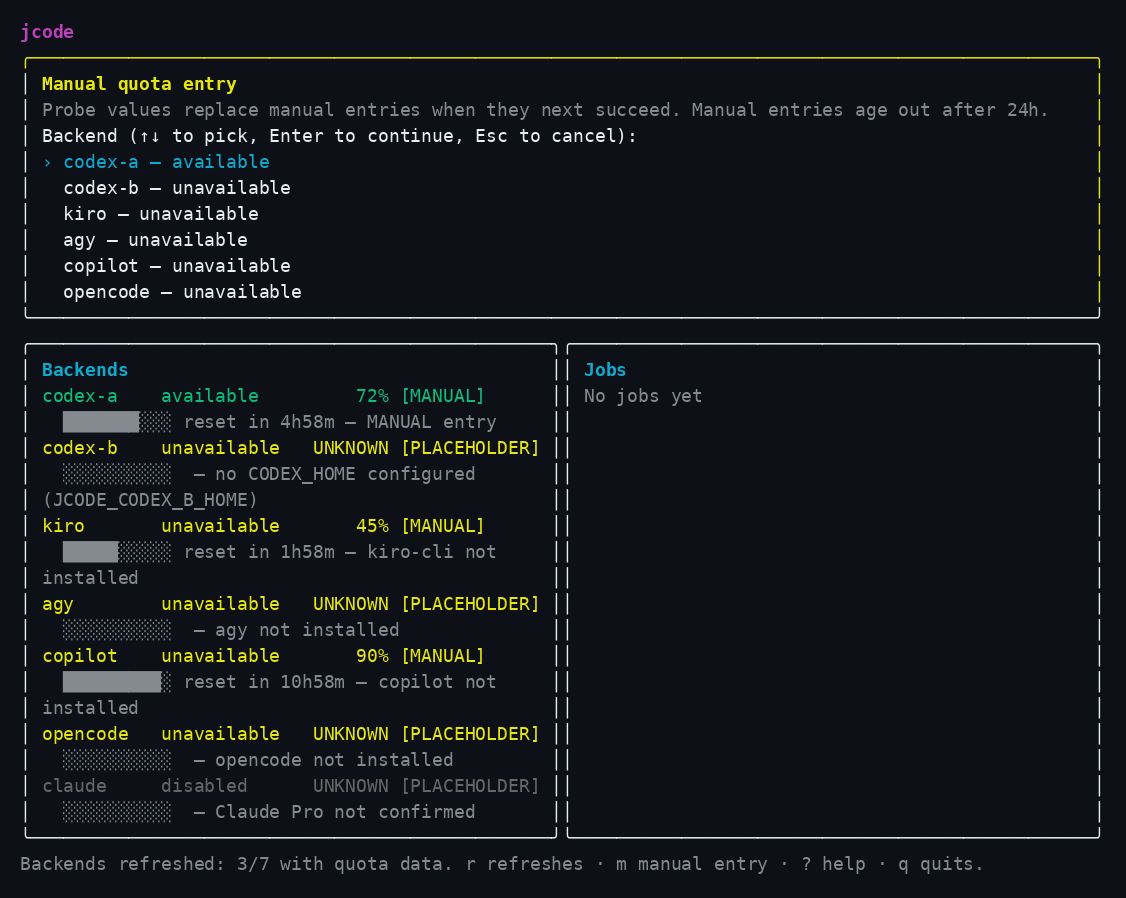 jcode
Manual quota entry
Probe values replace manual entries when they next succeed. Manual entries age out after 24h.
Backend (↑↓ to pick, Enter to continue, Esc to cancel):
› codex-a — available
codex-b — unavailable
kiro — unavailable
agy — unavailable
copilot — unavailable
opencode — unavailable
Backends
codex-a available 72% [MANUAL]
reset in 4h58m — MANUAL entry
codex-b unavailable UNKNOWN [PLACEHOLDER]
— no CODEX_HOME configured
(JCODE_CODEX_B_HOME)
kiro unavailable 45% [MANUAL]
reset in 1h58m — kiro-cli not
installed
agy unavailable UNKNOWN [PLACEHOLDER]
— agy not installed
copilot unavailable 90% [MANUAL]
reset in 10h58m — copilot not
installed
opencode unavailable UNKNOWN [PLACEHOLDER]
— opencode not installed
claude disabled UNKNOWN [PLACEHOLDER]
— Claude Pro not confirmed
Jobs
No jobs yet
Backends refreshed: 3/7 with quota data. r refreshes · m manual entry · ? help · q quits.